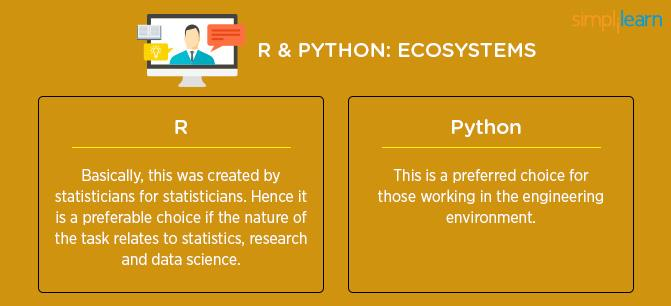 simplilearn
R & PYTHON: ECOSYSTEMS
R
Basically, this was created by
statisticians for statisticians. Hence it
is a preferable choice if the nature of
the task relates to statistics, research
and data science.
Python
This is a preferred choice for
those working in the engineering
environment.